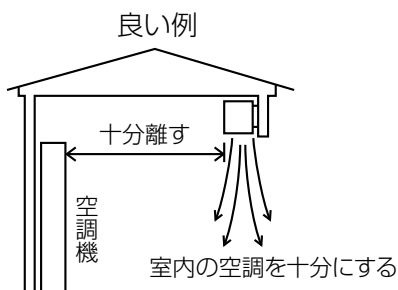 良い例
十分離す
空調機
室内の空調を十分にする